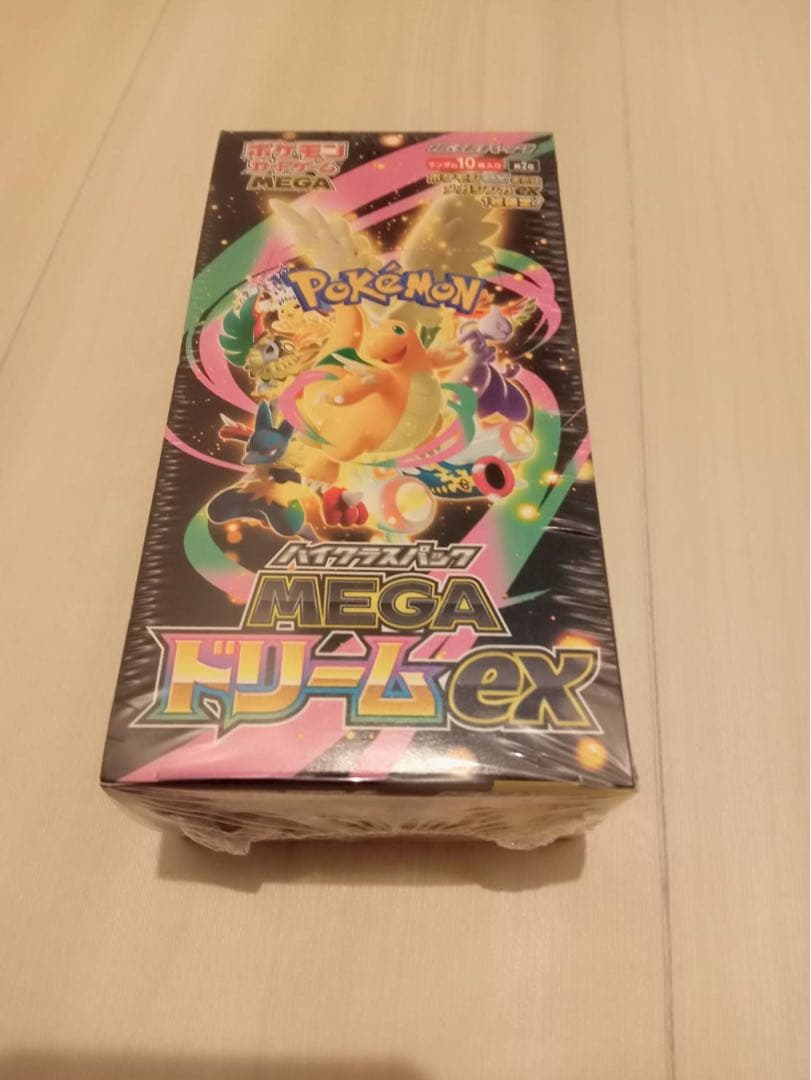 ポケモン
カードゲーム
MEGA
ランダム10枚入り
Pokémon
ハイクラスパック
MEGA
ドリームex